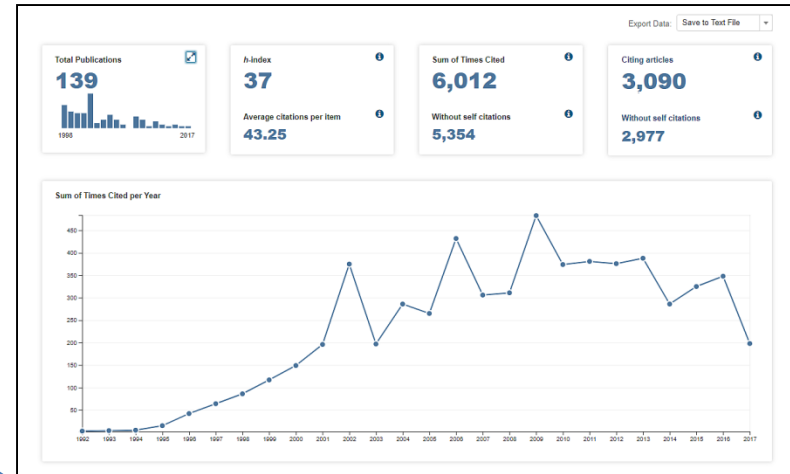 Export Data: Save to Text File
Total Publications
139
1998 2017
h-index
37
Average citations per item
43.25
Sum of Times Cited
6,012
Without self citations
5,354
Citing articles
3,090
Without self citations
2,977
Sum of Times Cited per Year
450
400
350
300
250
200
150
100
50
1992 1993 1994 1995 1996 1997 1998 1999 2000 2001 2002 2003 2004 2005 2006 2007 2008 2009 2010 2011 2012 2013 2014 2015 2016 2017